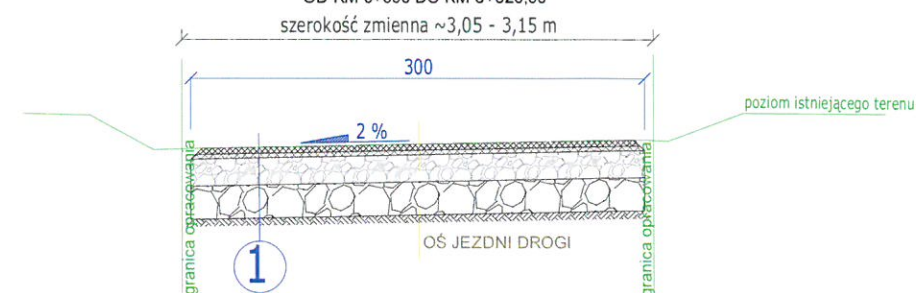 szerokość zmienna ~3,05 - 3,15 m
300
poziom istniejącego terenu
2 %
granica opracowania
granica opracowania
OŚ JEZDNI DROGI
1